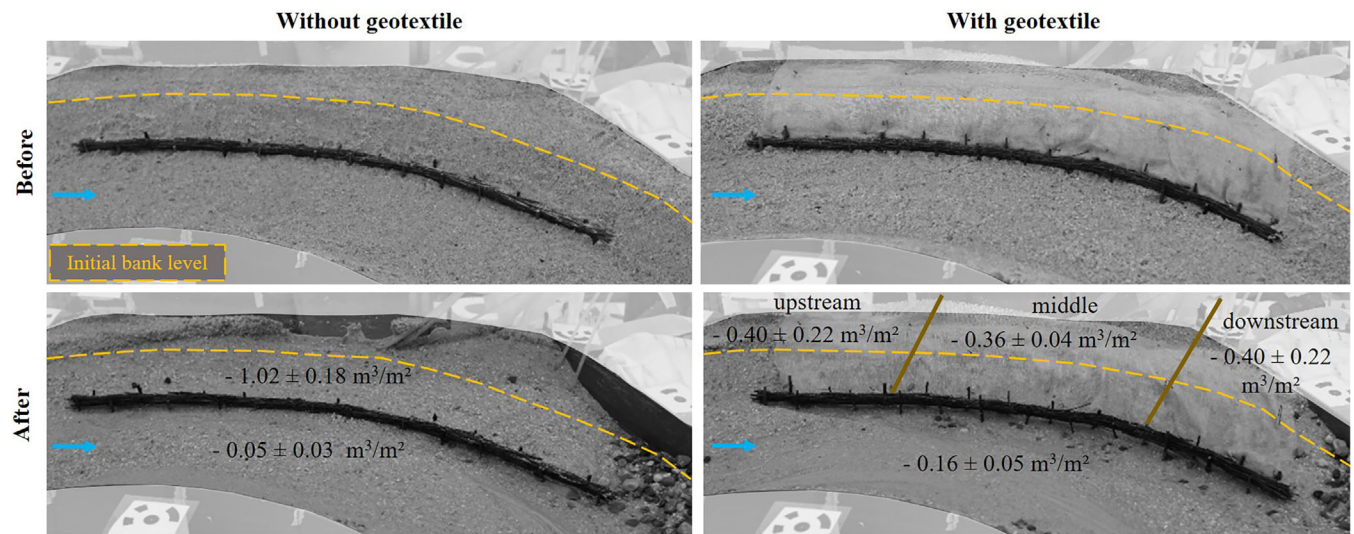 Without geotextile
With geotextile
Before
Initial bank level
After
- 1.02 ± 0.18 m³/m²
- 0.05 ± 0.03 m³/m²
upstream
middle
downstream
- 0.40 ± 0.22 m³/m²
- 0.36 ± 0.04 m³/m²
- 0.40 ± 0.22
m³/m²
- 0.16 ± 0.05 m³/m²